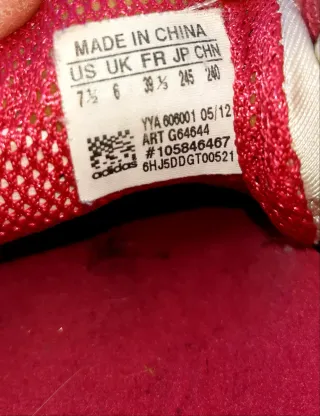 MADE IN CHINA
US UK FR JP CHN
7½ 6 39⅓ 245 240
YYA 606001 05/12
ART G64644
#105846467
adidas 6HJ5DDGT00521